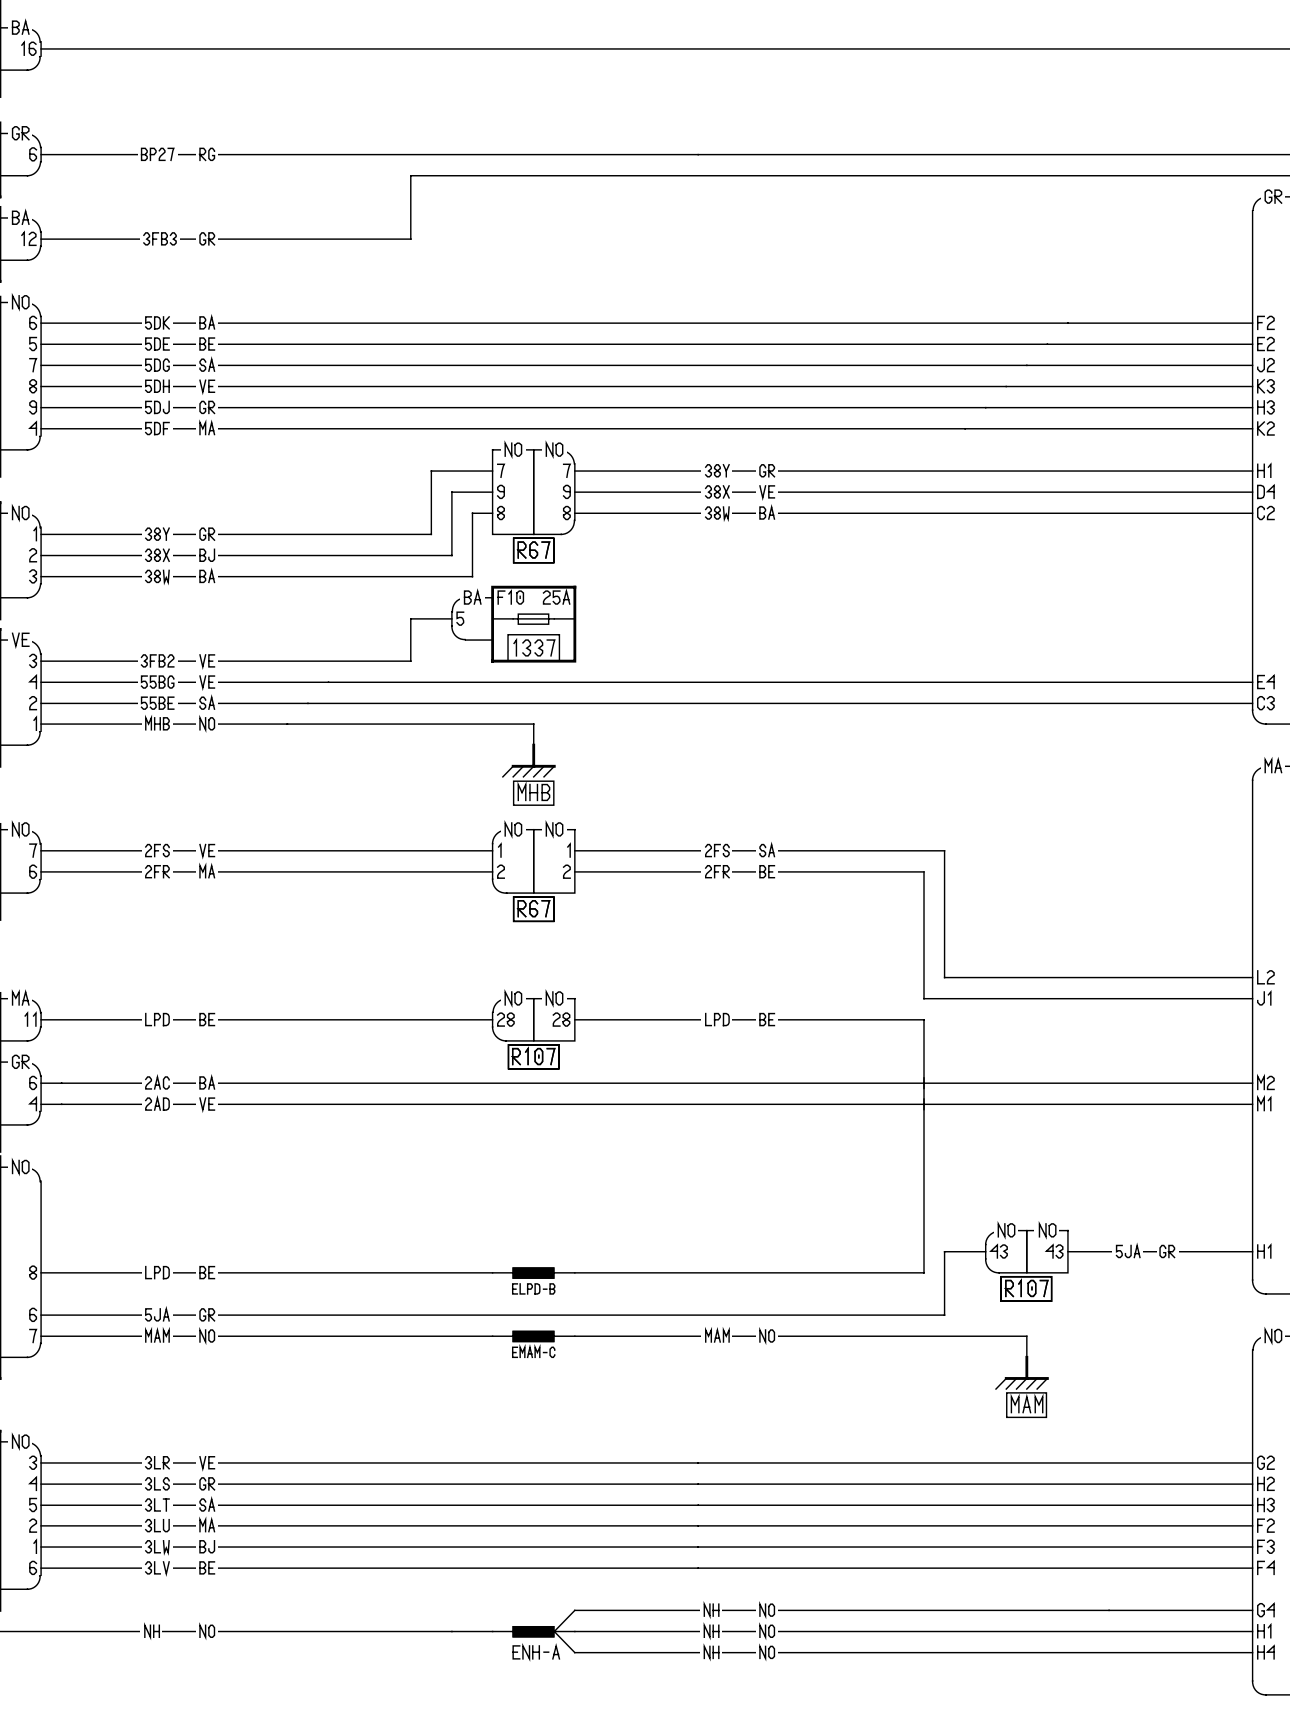 BA
16
GR
6 BP27 RG
GR
BA
12 3FB3 GR
NO
6 5DK BA F2
5 5DE BE E2
7 5DG SA J2
8 5DH VE K3
9 5DJ GR H3
4 5DF MA K2
NO NO
7 7 38Y GR H1
9 9 38X VE D4
8 8 38W BA C2
R67
NO
1 38Y GR
2 38X BJ
3 38W BA
BA F10 25A
5
1337
VE
3 3FB2 VE
4 55BG VE E4
2 55BE SA C3
1 MHB NO
MHB
MA
NO NO NO
7 2FS VE 1 1 2FS SA
6 2FR MA 2 2 2FR BE
R67
L2
J1
MA NO NO
11 LPD BE 28 28 LPD BE
R107
GR
6 2AC BA M2
4 2AD VE M1
NO
NO NO
43 43 5JA GR H1
R107
8 LPD BE
ELPD-B
6 5JA GR
7 MAM NO MAM NO
EMAM-C
MAM
NO
NO
3 3LR VE G2
4 3LS GR H2
5 3LT SA H3
2 3LU MA F2
1 3LW BJ F3
6 3LV BE F4
NH NO G4
NH NO NH NO H1
ENH-A NH NO H4